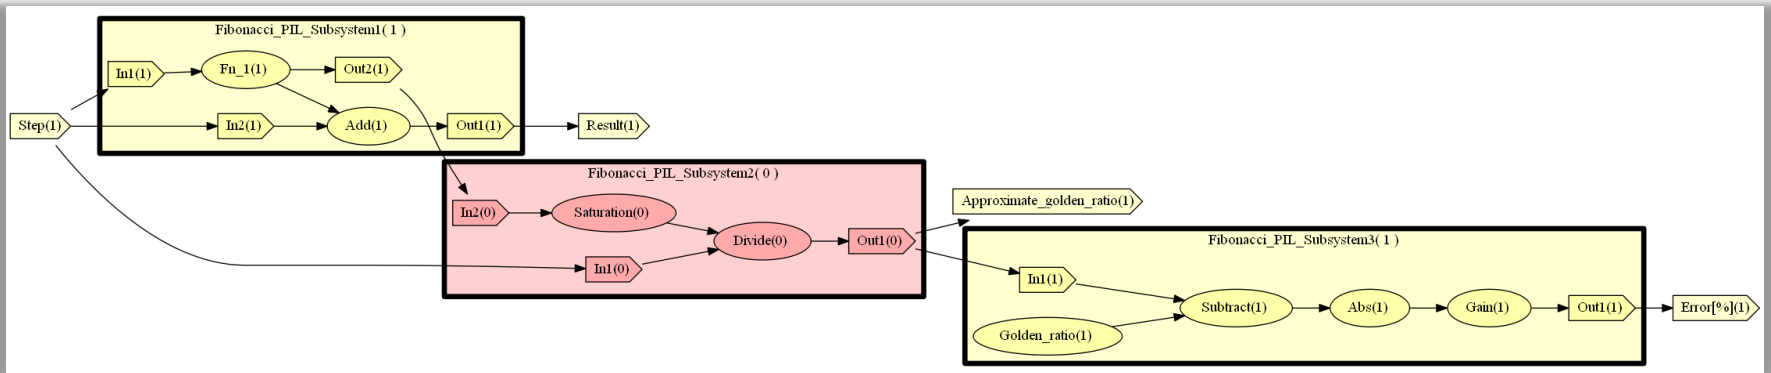 Fibonacci_PIL_Subsystem1( 1 )
In1(1)
Fn_1(1)
Out2(1)
Step(1)
In2(1)
Add(1)
Out1(1)
Result(1)
Fibonacci_PIL_Subsystem2( 0 )
In2(0)
Saturation(0)
Divide(0)
Out1(0)
In1(0)
Approximate_golden_ratio(1)
Fibonacci_PIL_Subsystem3( 1 )
In1(1)
Subtract(1)
Abs(1)
Gain(1)
Out1(1)
Error[%](1)
Golden_ratio(1)